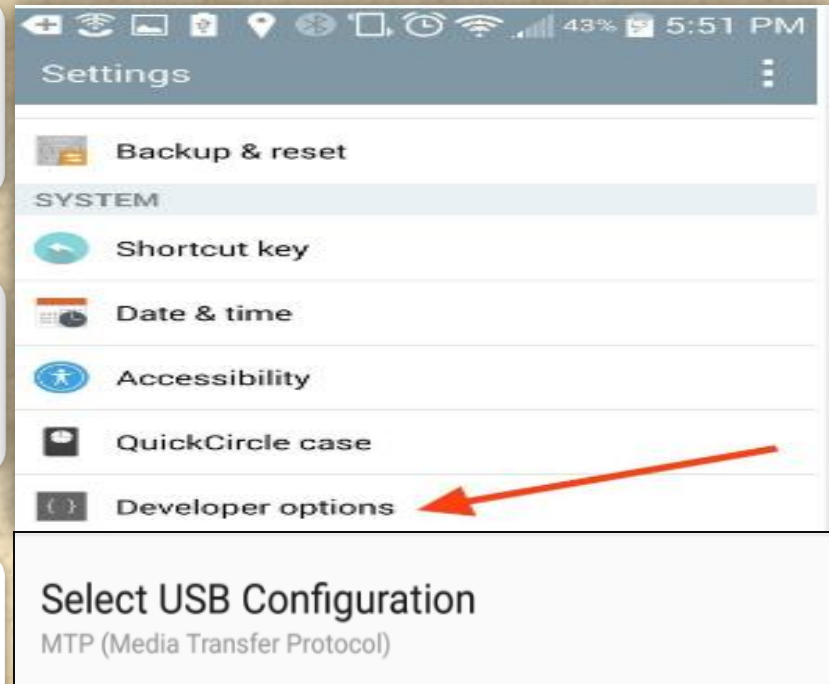 43% 5:51 PM
Settings
Backup & reset
SYSTEM
Shortcut key
Date & time
Accessibility
QuickCircle case
Developer options
Select USB Configuration
MTP (Media Transfer Protocol)